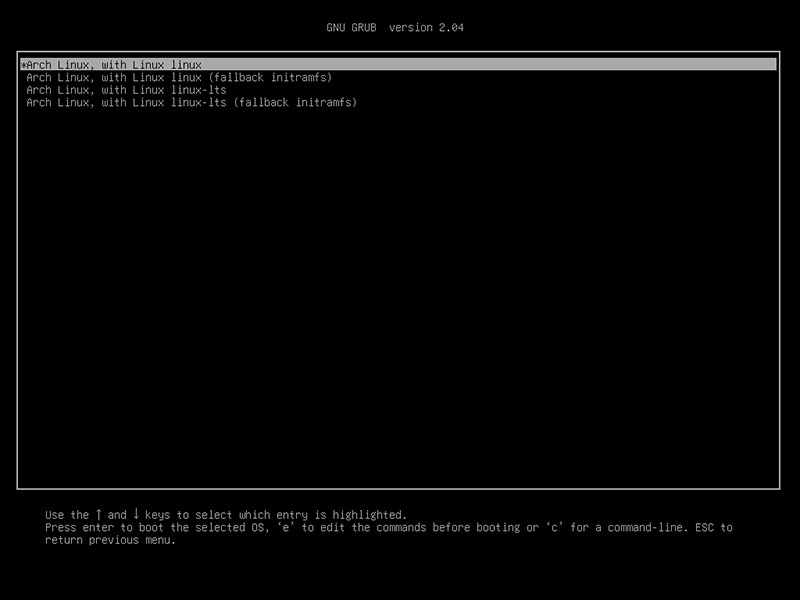 GNU GRUB  version 2.04
*Arch Linux, with Linux linux
Arch Linux, with Linux linux (fallback initramfs)
Arch Linux, with Linux linux-lts
Arch Linux, with Linux linux-lts (fallback initramfs)
Use the ↑ and ↓ keys to select which entry is highlighted.
Press enter to boot the selected OS, ‘e’ to edit the commands before booting or ‘c’ for a command-line. ESC to
return previous menu.